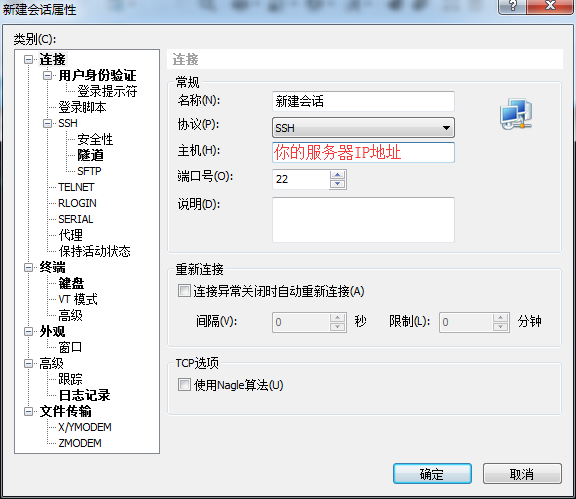 新建会话属性
类别(C):
连接
用户身份验证
登录提示符
登录脚本
SSH
安全性
隧道
SFTP
TELNET
RLOGIN
SERIAL
代理
保持活动状态
终端
键盘
VT 模式
高级
外观
窗口
高级
跟踪
日志记录
文件传输
X/YMODEM
ZMODEM
连接
常规
名称(N):
新建会话
协议(P):
SSH
主机(H):
你的服务器IP地址
端口号(O):
22
说明(D):
重新连接
连接异常关闭时自动重新连接(A)
间隔(V):
0
秒
限制(L):
0
分钟
TCP选项
使用Nagle算法(U)
确定
取消